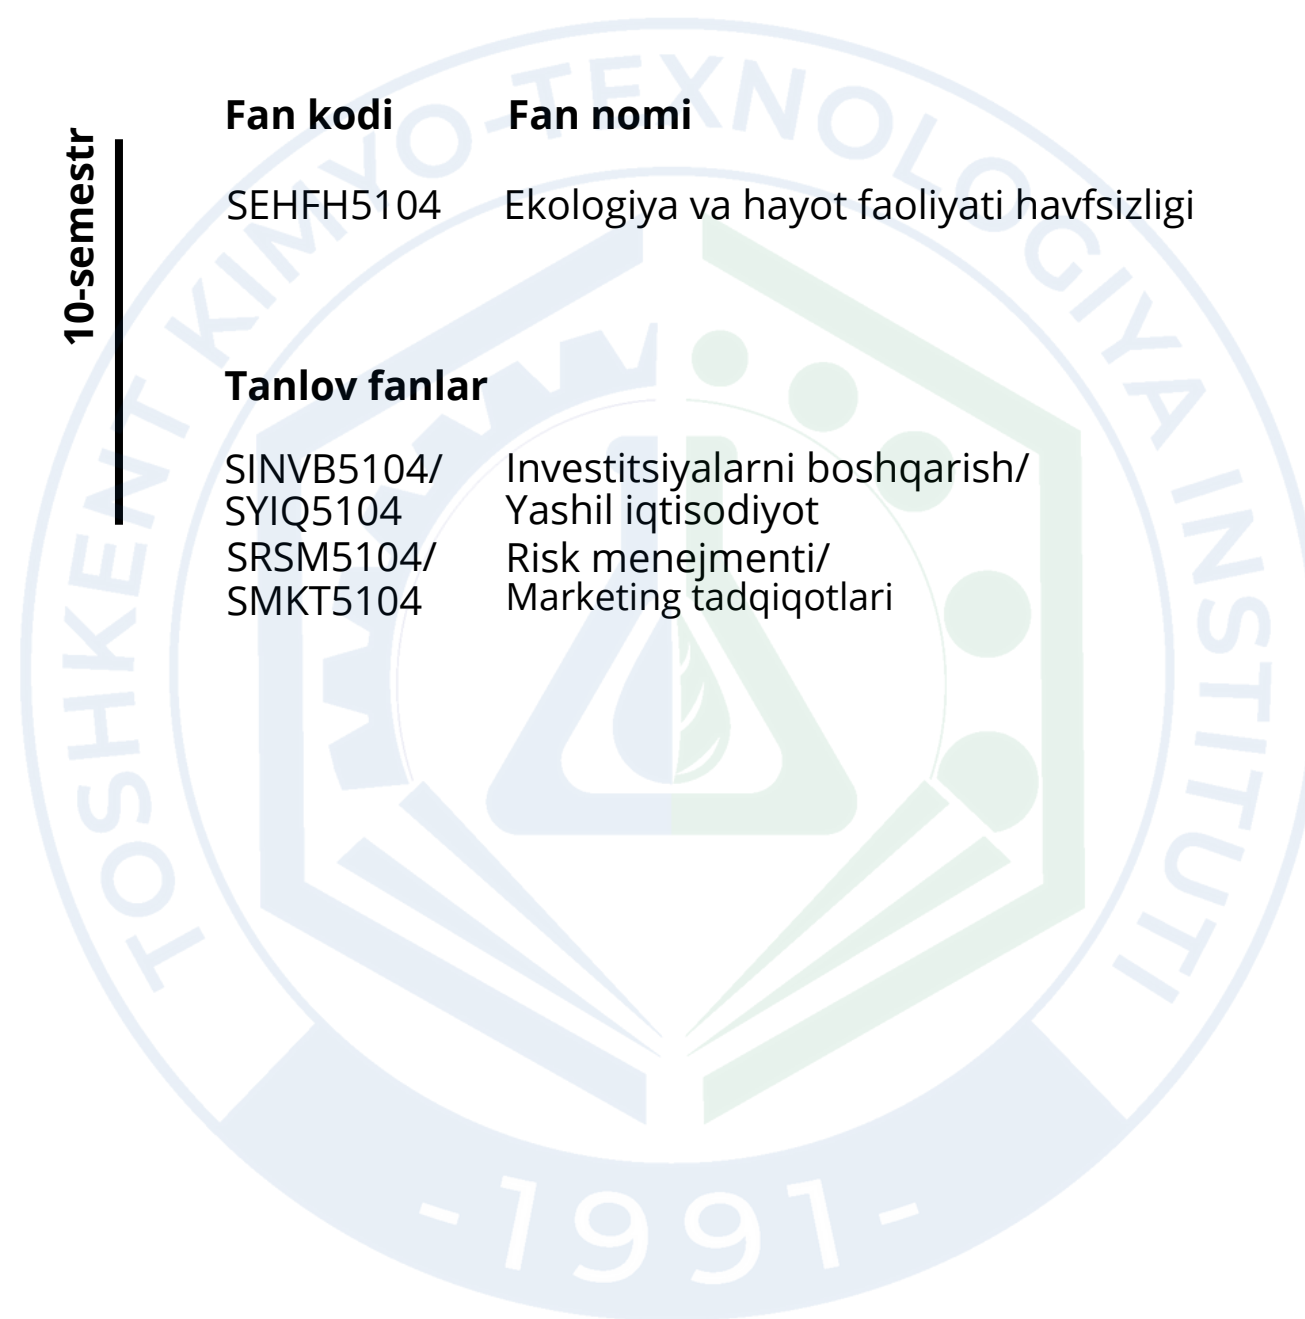 10-semestr
Fan kodi Fan nomi
SEHFH5104 Ekologiya va hayot faoliyati havfsizligi
Tanlov fanlar
SINVB5104/ Investitsiyalarni boshqarish/
SYIQ5104 Yashil iqtisodiyot
SRSM5104/ Risk menejmenti/
SMKT5104 Marketing tadqiqotlari
TOSHKENT KIMYO-TEXNOLOGIYA INSTITUTI
-1991-